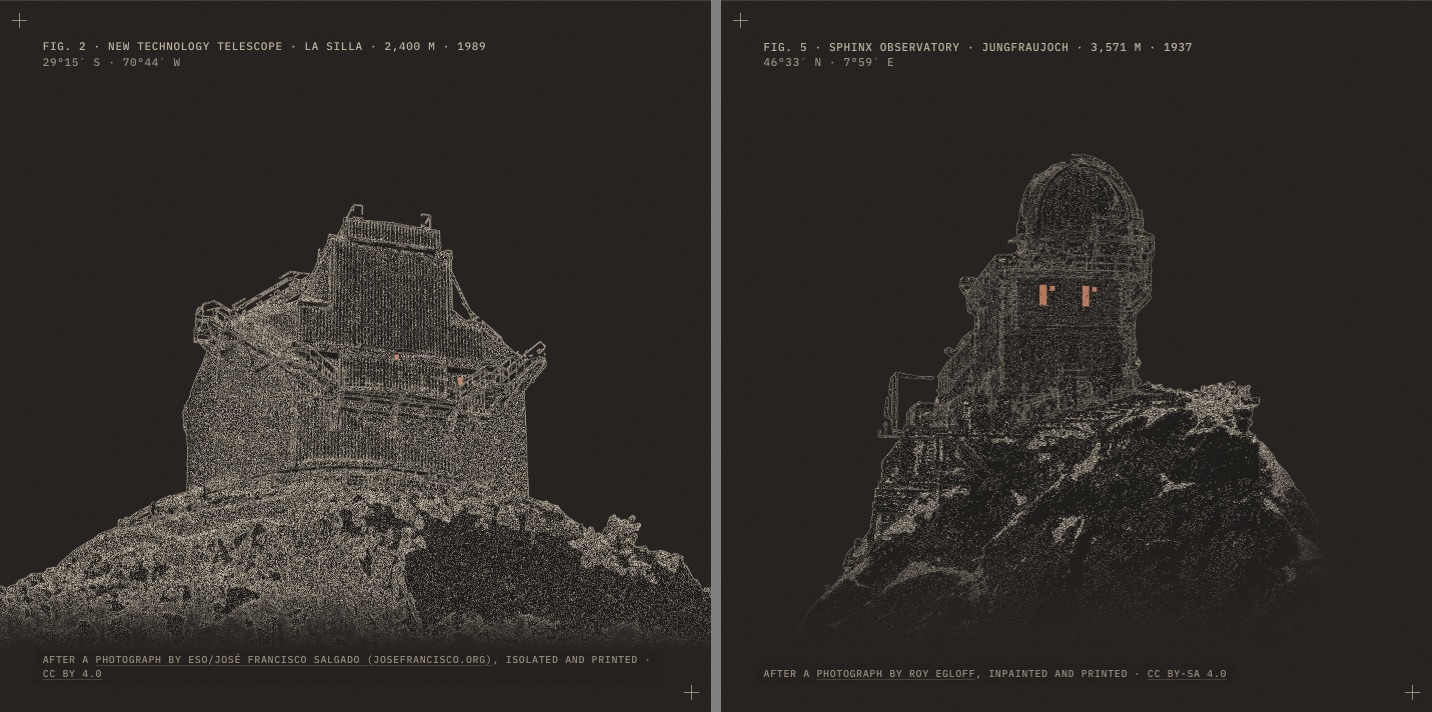 FIG. 2 · NEW TECHNOLOGY TELESCOPE · LA SILLA · 2,400 M · 1989
29°15′ S · 70°44′ W
AFTER A PHOTOGRAPH BY ESO/JOSÉ FRANCISCO SALGADO (JOSEFRANCISCO.ORG), ISOLATED AND PRINTED ·
CC BY 4.0
FIG. 5 · SPHINX OBSERVATORY · JUNGFRAUJOCH · 3,571 M · 1937
46°33′ N · 7°59′ E
AFTER A PHOTOGRAPH BY ROY EGLOFF, INPAINTED AND PRINTED · CC BY-SA 4.0